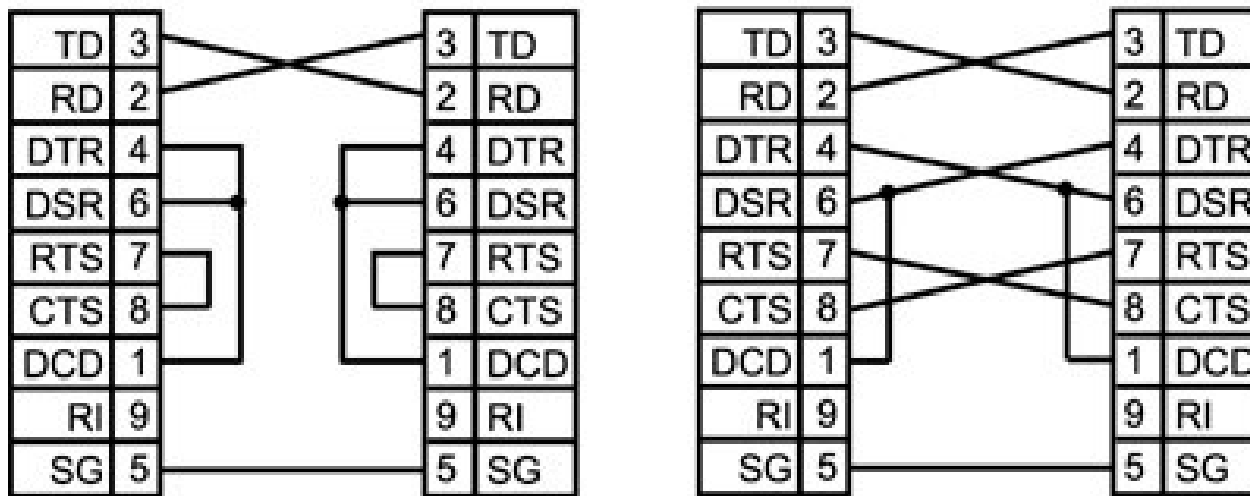 TD 3 3 TD TD 3 3 TD
RD 2 2 RD RD 2 2 RD
DTR 4 4 DTR DTR 4 4 DTR
DSR 6 6 DSR DSR 6 6 DSR
RTS 7 7 RTS RTS 7 7 RTS
CTS 8 8 CTS CTS 8 8 CTS
DCD 1 1 DCD DCD 1 1 DCD
RI 9 9 RI RI 9 9 RI
SG 5 5 SG SG 5 5 SG